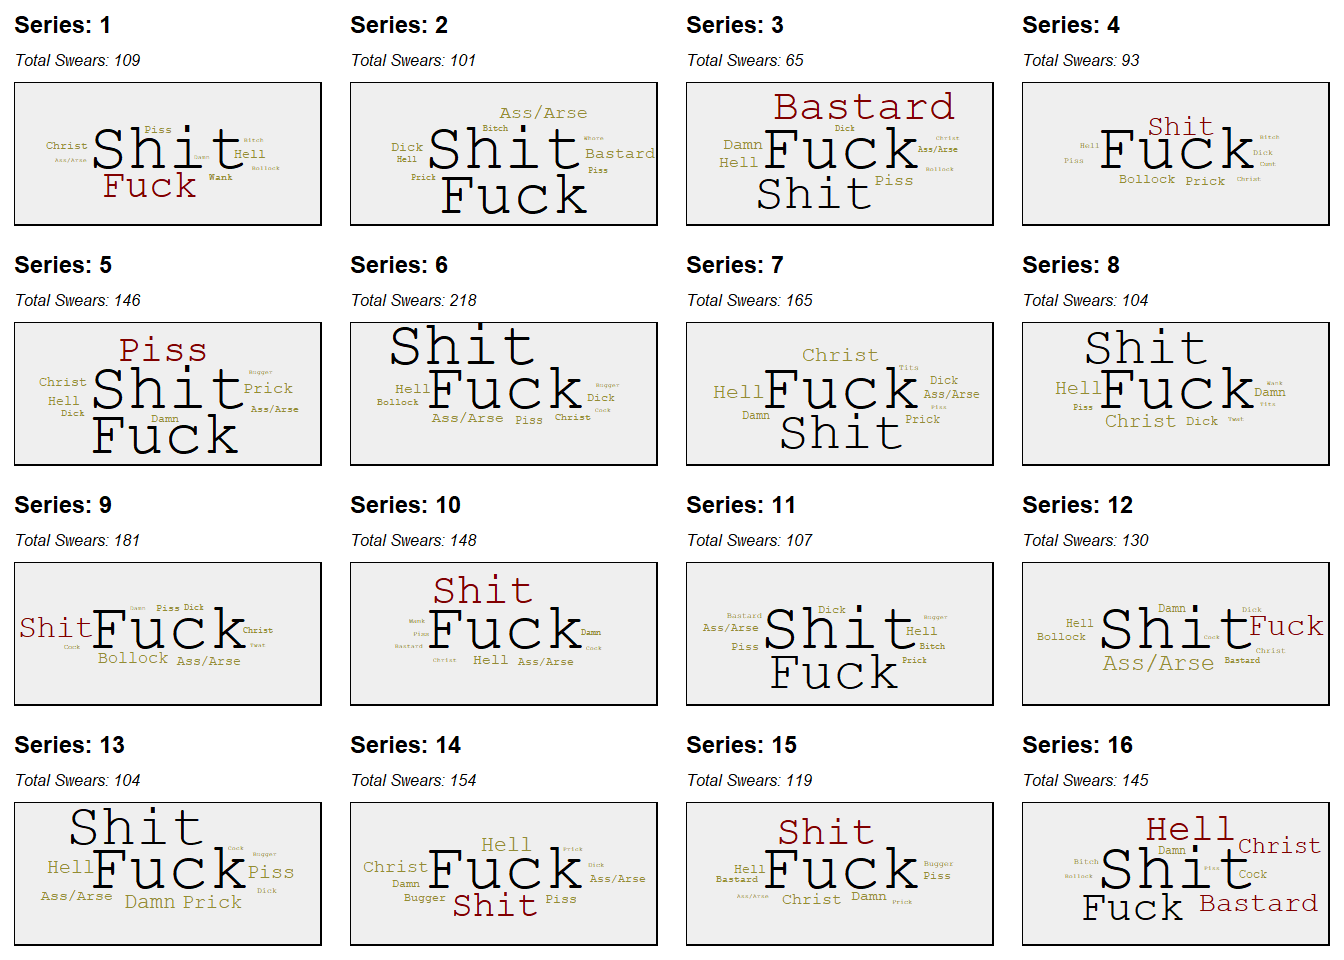 Series: 1
Total Swears: 109
Christ
Piss
Bitch
Ass/Arse
Shit
Damn
Hell
Bollock
Fuck
Wank
Series: 2
Total Swears: 101
Ass/Arse
Bitch
Whore
Dick
Hell
Shit
Bastard
Prick
Piss
Fuck
Series: 3
Total Swears: 65
Bastard
Dick
Christ
Damn
Fuck
Ass/Arse
Hell
Bollock
Shit
Piss
Series: 4
Total Swears: 93
Shit
Bitch
Hell
Fuck
Dick
Piss
Cunt
Bollock
Prick
Christ
Series: 5
Total Swears: 146
Piss
Bugger
Christ
Shit
Prick
Hell
Dick
Damn
Ass/Arse
Fuck
Series: 6
Total Swears: 218
Shit
Hell
Fuck
Bugger
Bollock
Dick
Cock
Ass/Arse
Piss
Christ
Series: 7
Total Swears: 165
Christ
Tits
Hell
Fuck
Dick
Ass/Arse
Damn
Piss
Shit
Prick
Series: 8
Total Swears: 104
Shit
Hell
Fuck
Wank
Damn
Piss
Tits
Christ
Dick
Twat
Series: 9
Total Swears: 181
Damn
Piss
Dick
Shit
Fuck
Christ
Cock
Twat
Bollock
Ass/Arse
Series: 10
Total Swears: 148
Shit
Wank
Fuck
Piss
Damn
Bastard
Cock
Christ
Hell
Ass/Arse
Series: 11
Total Swears: 107
Dick
Bastard
Bugger
Ass/Arse
Shit
Hell
Piss
Bitch
Fuck
Prick
Series: 12
Total Swears: 130
Damn
Dick
Hell
Shit
Fuck
Bollock
Cock
Christ
Ass/Arse
Bastard
Series: 13
Total Swears: 104
Shit
Cock
Bugger
Hell
Fuck
Piss
Ass/Arse
Dick
Damn
Prick
Series: 14
Total Swears: 154
Hell
Prick
Christ
Fuck
Dick
Damn
Ass/Arse
Bugger
Shit
Piss
Series: 15
Total Swears: 119
Shit
Hell
Fuck
Bugger
Bastard
Piss
Ass/Arse
Christ
Damn
Prick
Series: 16
Total Swears: 145
Hell
Christ
Damn
Bitch
Shit
Piss
Cock
Bollock
Fuck
Bastard